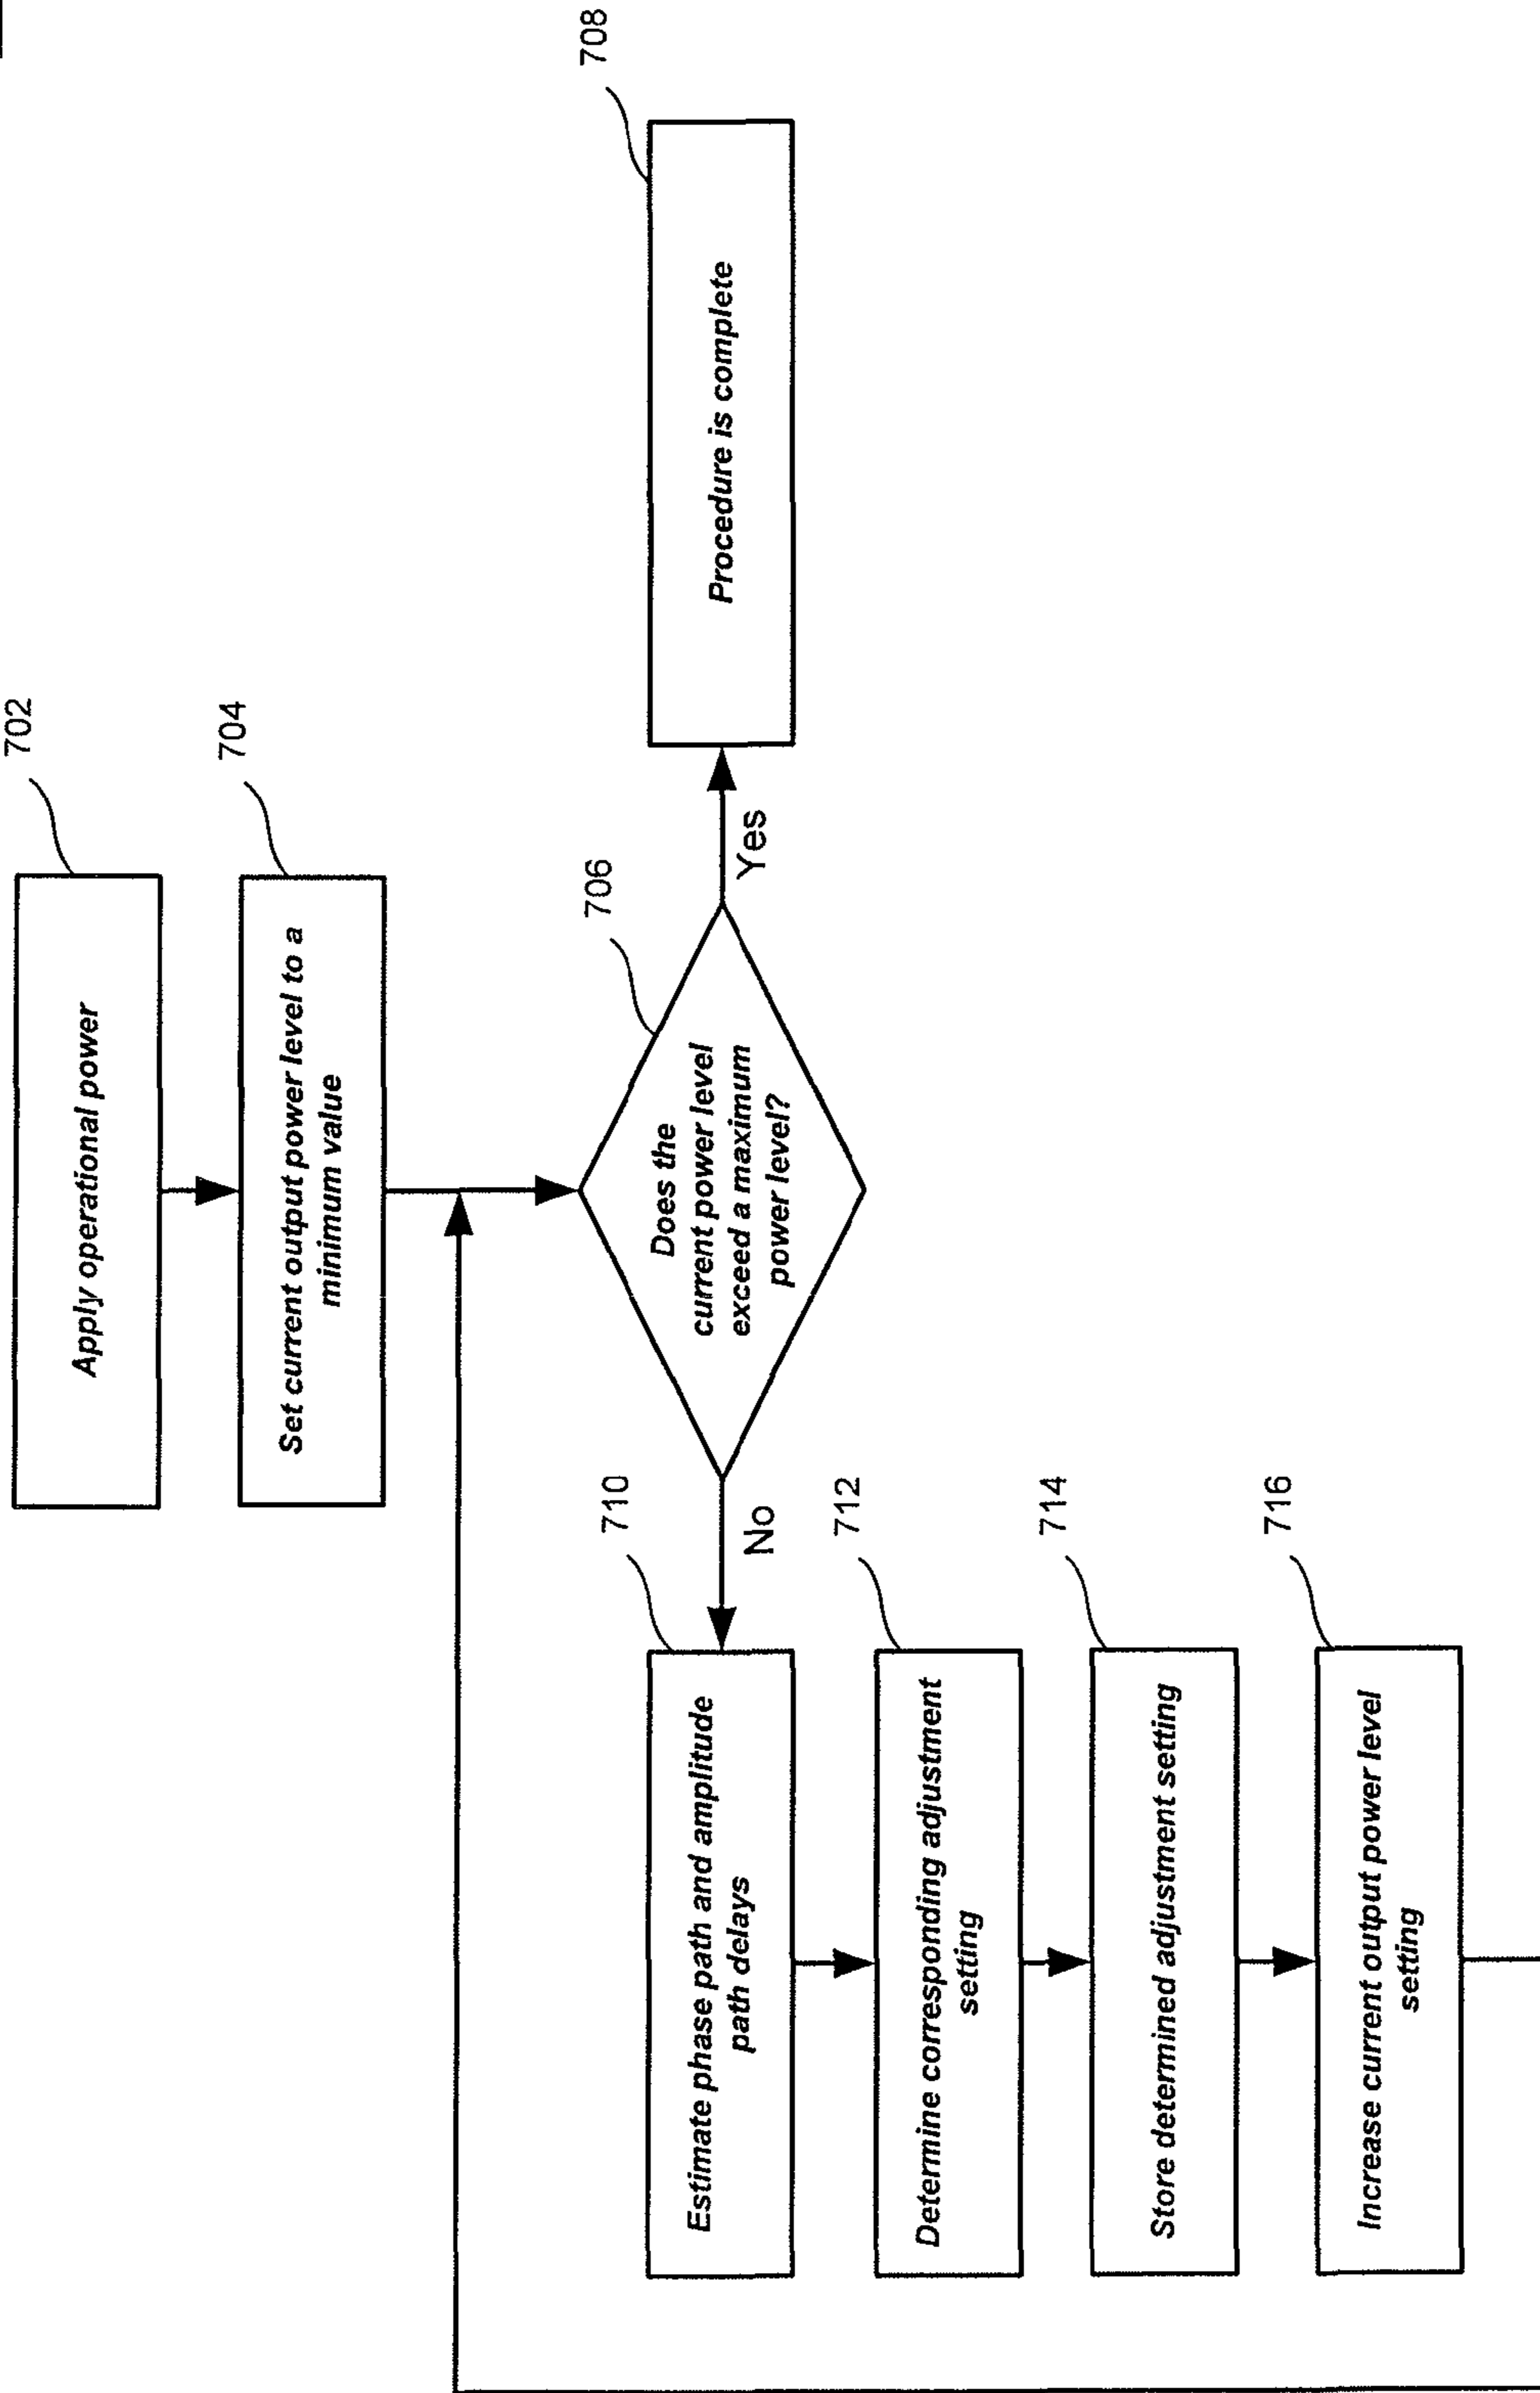 702
Apply operational power
704
Set current output power level to a
minimum value
706
Does the
current power level
exceed a maximum
power level?
Yes
708
Procedure is complete
No
710
Estimate phase path and amplitude
path delays
712
Determine corresponding adjustment
setting
714
Store determined adjustment setting
716
Increase current output power level
setting